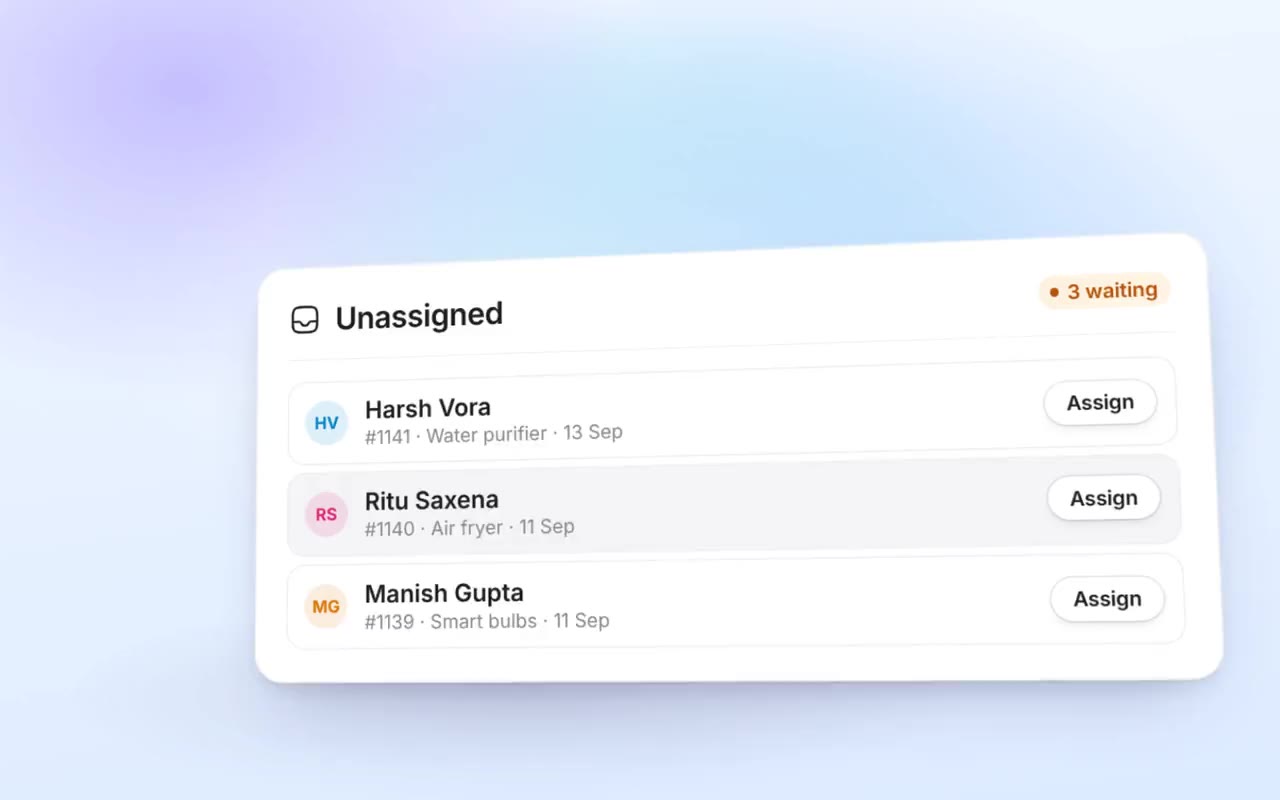 Unassigned
3 waiting
HV
Harsh Vora
#1141 · Water purifier · 13 Sep
Assign
RS
Ritu Saxena
#1140 · Air fryer · 11 Sep
Assign
MG
Manish Gupta
#1139 · Smart bulbs · 11 Sep
Assign